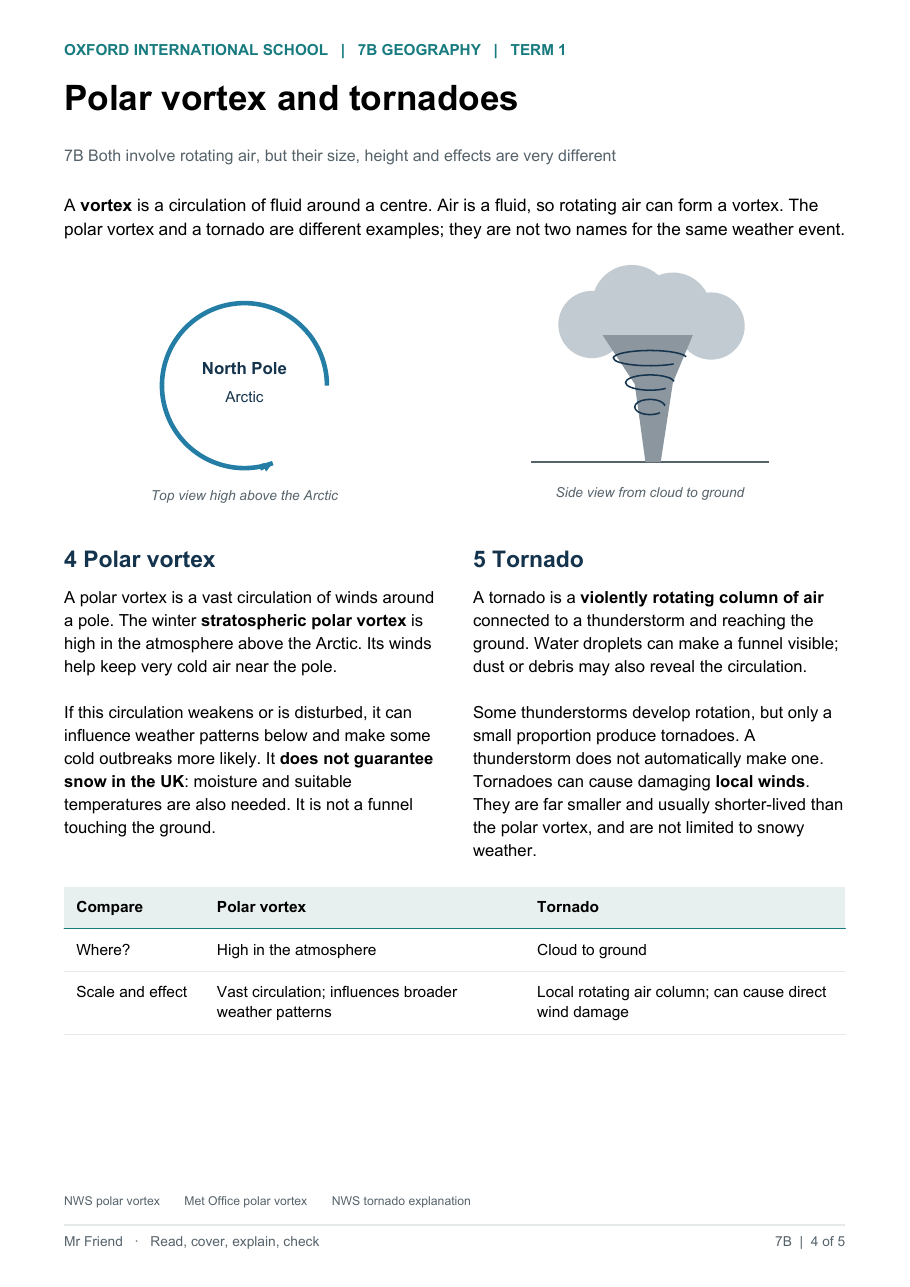 OXFORD INTERNATIONAL SCHOOL | 7B GEOGRAPHY | TERM 1
Polar vortex and tornadoes
7B Both involve rotating air, but their size, height and effects are very different
A vortex is a circulation of fluid around a centre. Air is a fluid, so rotating air can form a vortex. The
polar vortex and a tornado are different examples; they are not two names for the same weather event.
North Pole
Arctic
Top view high above the Arctic
Side view from cloud to ground
4 Polar vortex
A polar vortex is a vast circulation of winds around
a pole. The winter stratospheric polar vortex is
high in the atmosphere above the Arctic. Its winds
help keep very cold air near the pole.
If this circulation weakens or is disturbed, it can
influence weather patterns below and make some
cold outbreaks more likely. It does not guarantee
snow in the UK: moisture and suitable
temperatures are also needed. It is not a funnel
touching the ground.
5 Tornado
A tornado is a violently rotating column of air
connected to a thunderstorm and reaching the
ground. Water droplets can make a funnel visible;
dust or debris may also reveal the circulation.
Some thunderstorms develop rotation, but only a
small proportion produce tornadoes. A
thunderstorm does not automatically make one.
Tornadoes can cause damaging local winds.
They are far smaller and usually shorter-lived than
the polar vortex, and are not limited to snowy
weather.
Compare Polar vortex Tornado
Where? High in the atmosphere Cloud to ground
Scale and effect Vast circulation; influences broader Local rotating air column; can cause direct
weather patterns wind damage
NWS polar vortex Met Office polar vortex NWS tornado explanation
Mr Friend · Read, cover, explain, check 7B | 4 of 5